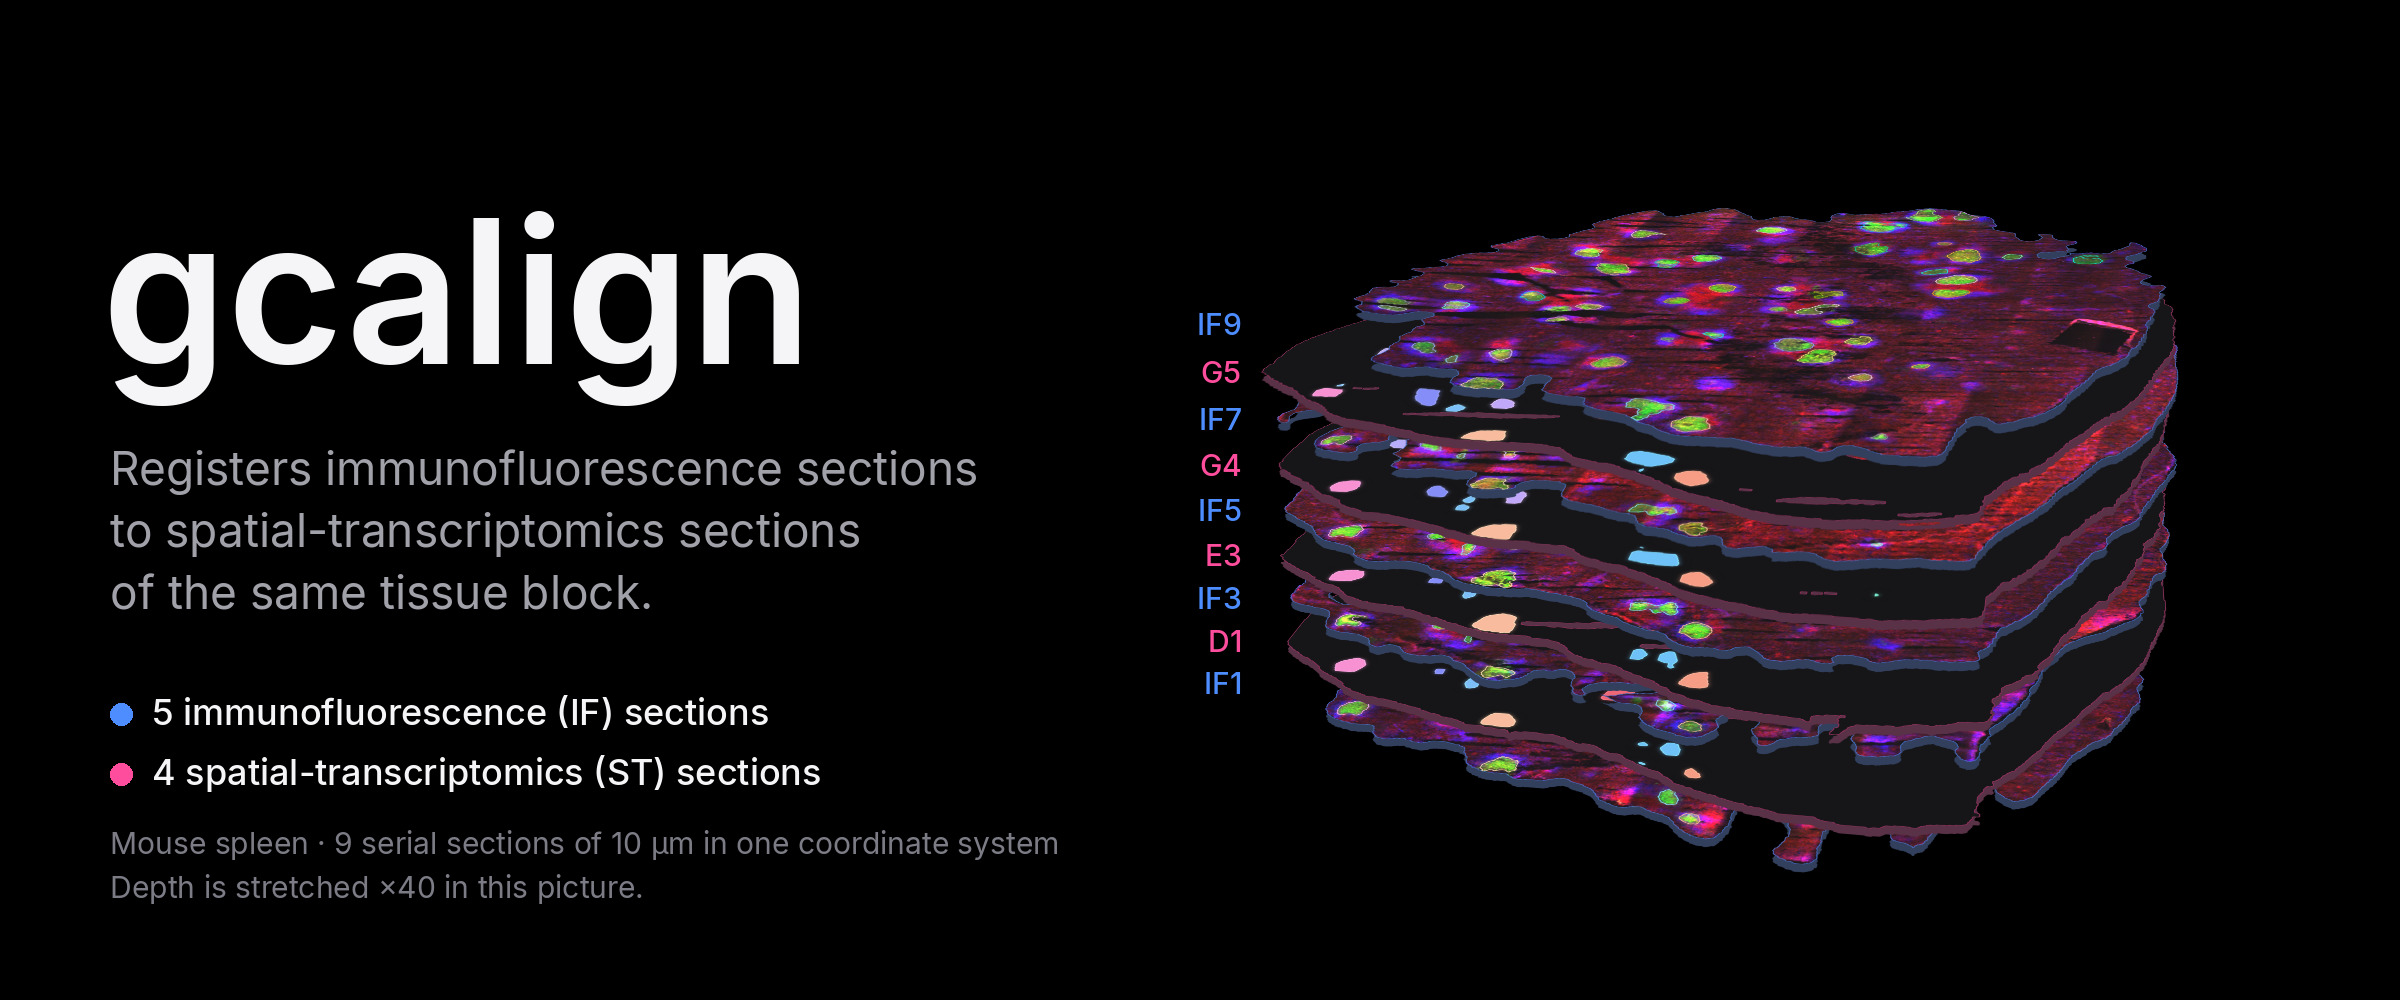 gcalign
Registers immunofluorescence sections
to spatial-transcriptomics sections
of the same tissue block.
5 immunofluorescence (IF) sections
4 spatial-transcriptomics (ST) sections
Mouse spleen · 9 serial sections of 10 µm in one coordinate system
Depth is stretched ×40 in this picture.
IF9
G5
IF7
G4
IF5
E3
IF3
D1
IF1